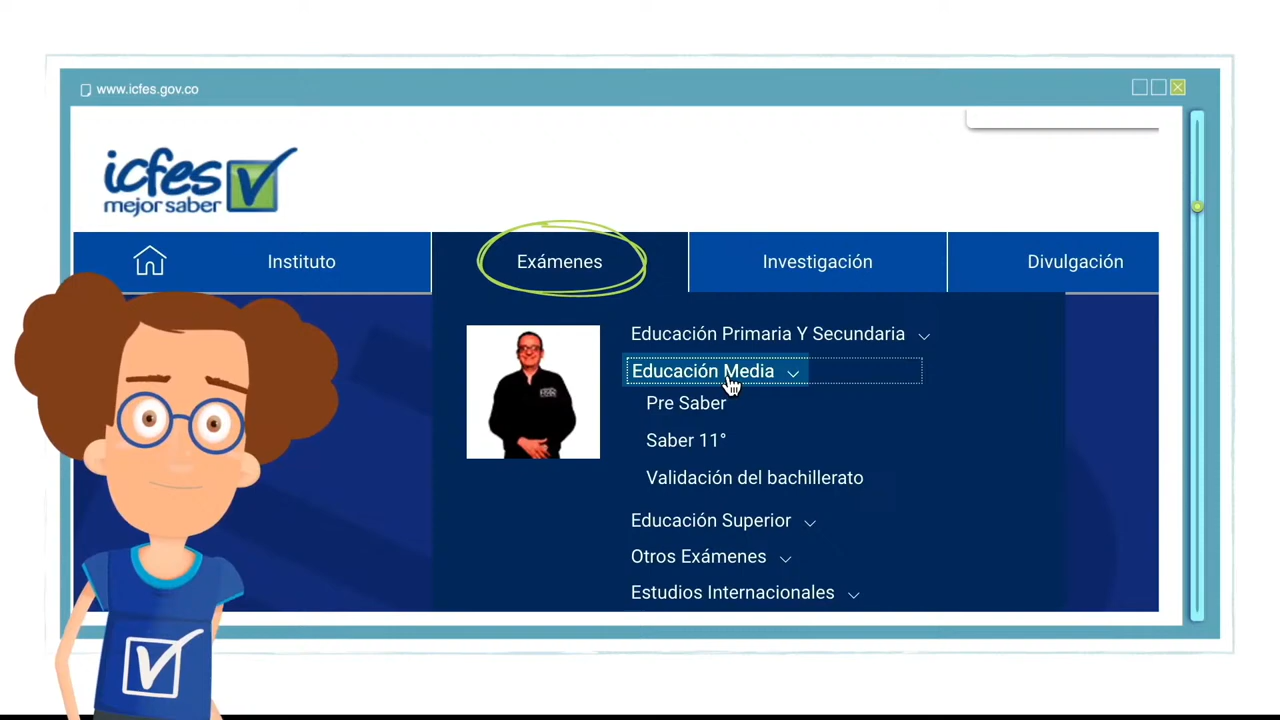 www.icfes.gov.co
icfes
mejor saber
Instituto
Exámenes
Investigación
Divulgación
Educación Primaria Y Secundaria
Educación Media
Pre Saber
Saber 11°
Validación del bachillerato
Educación Superior
Otros Exámenes
Estudios Internacionales